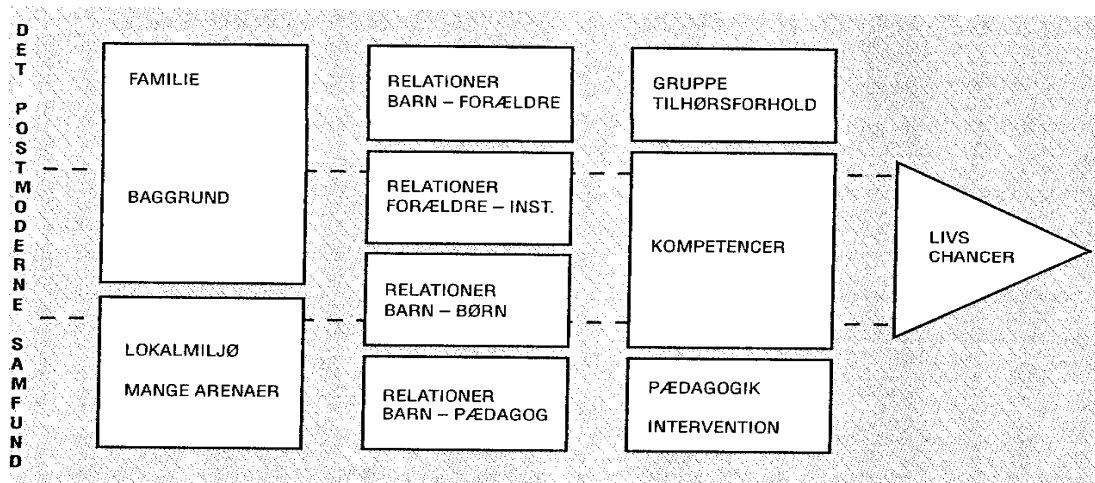 DET POSTMODERNE SAMFUND
FAMILIE
BAGGRUND
LOKALMILJØ
MANGE ARENAER
RELATIONER
BARN – FORÆLDRE
RELATIONER
FORÆLDRE – INST.
RELATIONER
BARN – BØRN
RELATIONER
BARN – PÆDAGOG
GRUPPE
TILHØRSFORHOLD
KOMPETENCER
PÆDAGOGIK
INTERVENTION
LIVS
CHANCER